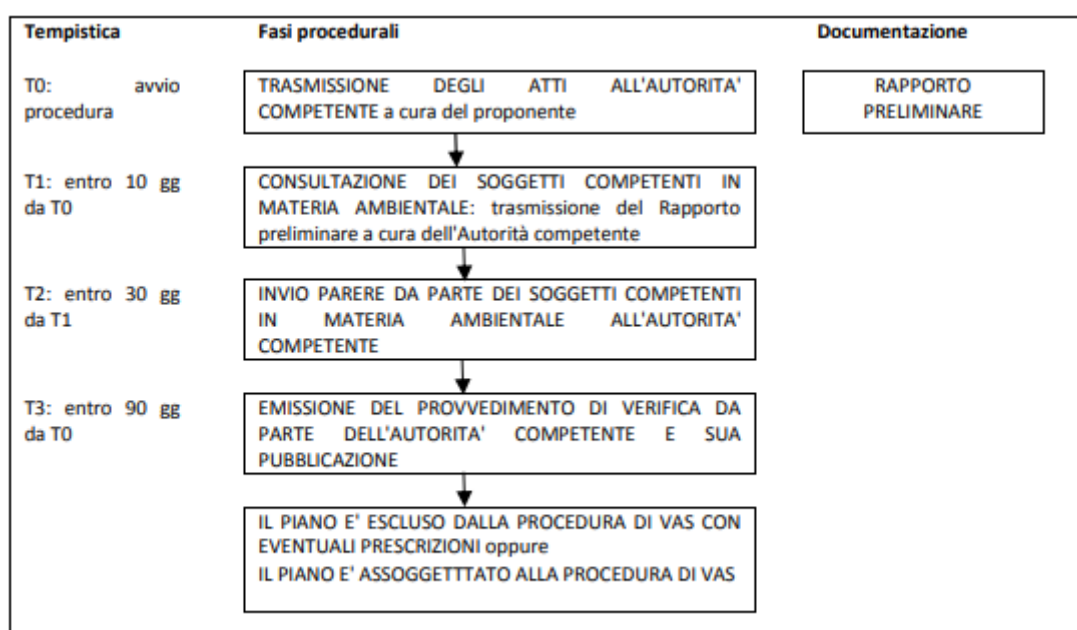 Tempistica Fasi procedurali Documentazione
T0: avvio
procedura
TRASMISSIONE DEGLI ATTI ALL'AUTORITA'
COMPETENTE a cura del proponente
RAPPORTO
PRELIMINARE
T1: entro 10 gg
da T0
CONSULTAZIONE DEI SOGGETTI COMPETENTI IN
MATERIA AMBIENTALE: trasmissione del Rapporto
preliminare a cura dell'Autorità competente
T2: entro 30 gg
da T1
INVIO PARERE DA PARTE DEI SOGGETTI COMPETENTI
IN MATERIA AMBIENTALE ALL'AUTORITA'
COMPETENTE
T3: entro 90 gg
da T0
EMISSIONE DEL PROVVEDIMENTO DI VERIFICA DA
PARTE DELL'AUTORITA' COMPETENTE E SUA
PUBBLICAZIONE
IL PIANO E' ESCLUSO DALLA PROCEDURA DI VAS CON
EVENTUALI PRESCRIZIONI oppure
IL PIANO E' ASSOGGETTTATO ALLA PROCEDURA DI VAS